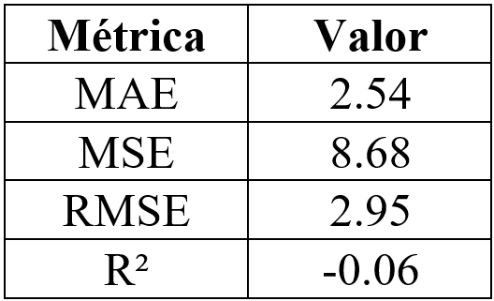 Métrica Valor
MAE 2.54
MSE 8.68
RMSE 2.95
R² -0.06